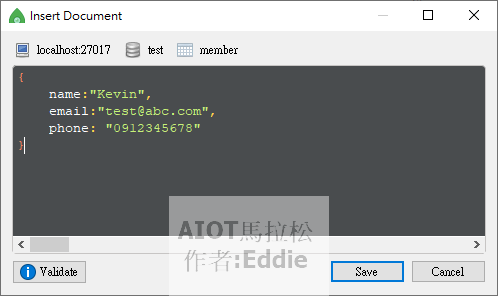 Insert Document
localhost:27017 test member
{
name:"Kevin",
email:"test@abc.com",
phone: "0912345678"
}
AIOT馬拉松
作者:Eddie
Validate Save Cancel